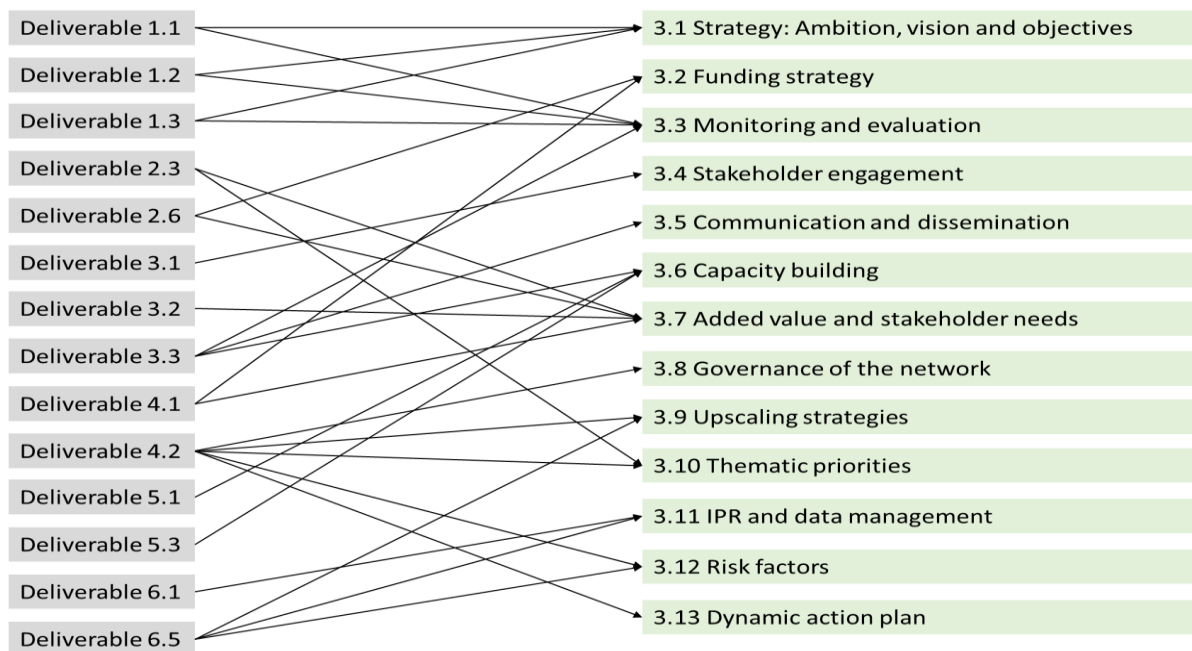 Deliverable 1.1
Deliverable 1.2
Deliverable 1.3
Deliverable 2.3
Deliverable 2.6
Deliverable 3.1
Deliverable 3.2
Deliverable 3.3
Deliverable 4.1
Deliverable 4.2
Deliverable 5.1
Deliverable 5.3
Deliverable 6.1
Deliverable 6.5
3.1 Strategy: Ambition, vision and objectives
3.2 Funding strategy
3.3 Monitoring and evaluation
3.4 Stakeholder engagement
3.5 Communication and dissemination
3.6 Capacity building
3.7 Added value and stakeholder needs
3.8 Governance of the network
3.9 Upscaling strategies
3.10 Thematic priorities
3.11 IPR and data management
3.12 Risk factors
3.13 Dynamic action plan